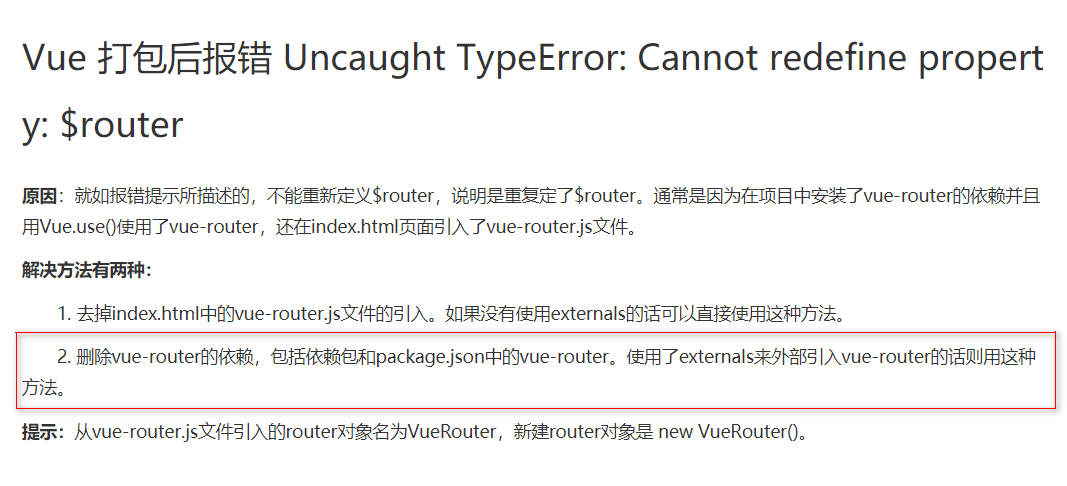 Vue 打包后报错 Uncaught TypeError: Cannot redefine propert
y: $router
原因：就如报错提示所描述的，不能重新定义$router，说明是重复定了$router。通常是因为在项目中安装了vue-router的依赖并且
用Vue.use()使用了vue-router，还在index.html页面引入了vue-router.js文件。
解决方法有两种：
1. 去掉index.html中的vue-router.js文件的引入。如果没有使用externals的话可以直接使用这种方法。
2. 删除vue-router的依赖，包括依赖包和package.json中的vue-router。使用了externals来外部引入vue-router的话则用这种
方法。
提示：从vue-router.js文件引入的router对象名为VueRouter，新建router对象是 new VueRouter()。